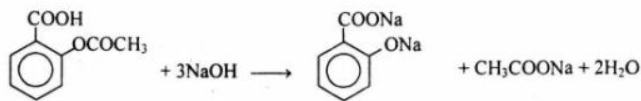 COOH
OCOCH₃
+ 3NaOH ⟶
COONa
ONa
+ CH₃COONa + 2H₂O